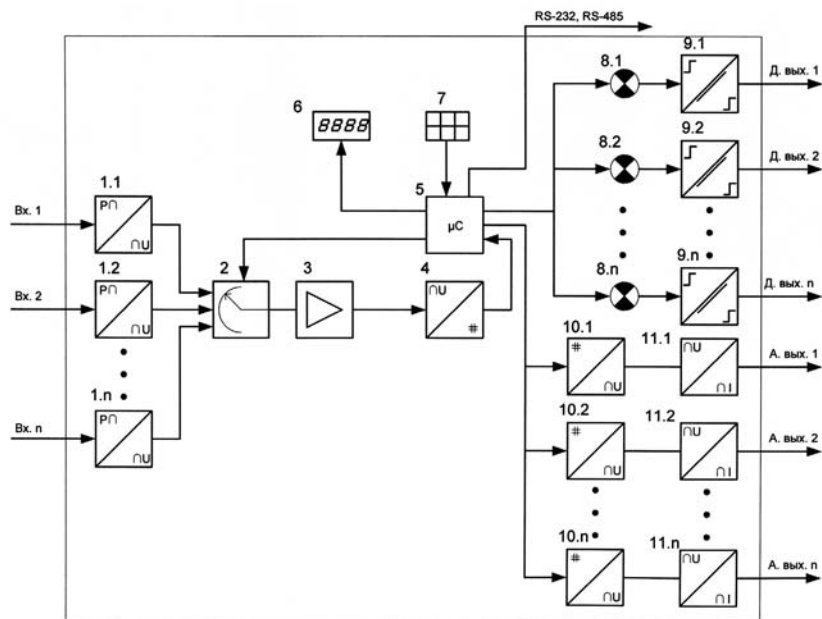 RS-232, RS-485
9.1
8.1
Д. вых. 1
6
7
8888
9.2
8.2
Д. вых. 2
5
1.1
µC
Вх. 1
P∩
∩U
9.n
1.2
2
3
4
8.n
Вх. 2
P∩
∩U
∩U
#
Д. вых. n
10.1
11.1
#
∩U
∩U
∩I
А. вых. 1
1.n
Вх. n
P∩
∩U
10.2
11.2
#
∩U
∩U
∩I
А. вых. 2
10.n
11.n
#
∩U
∩U
∩I
А. вых. n